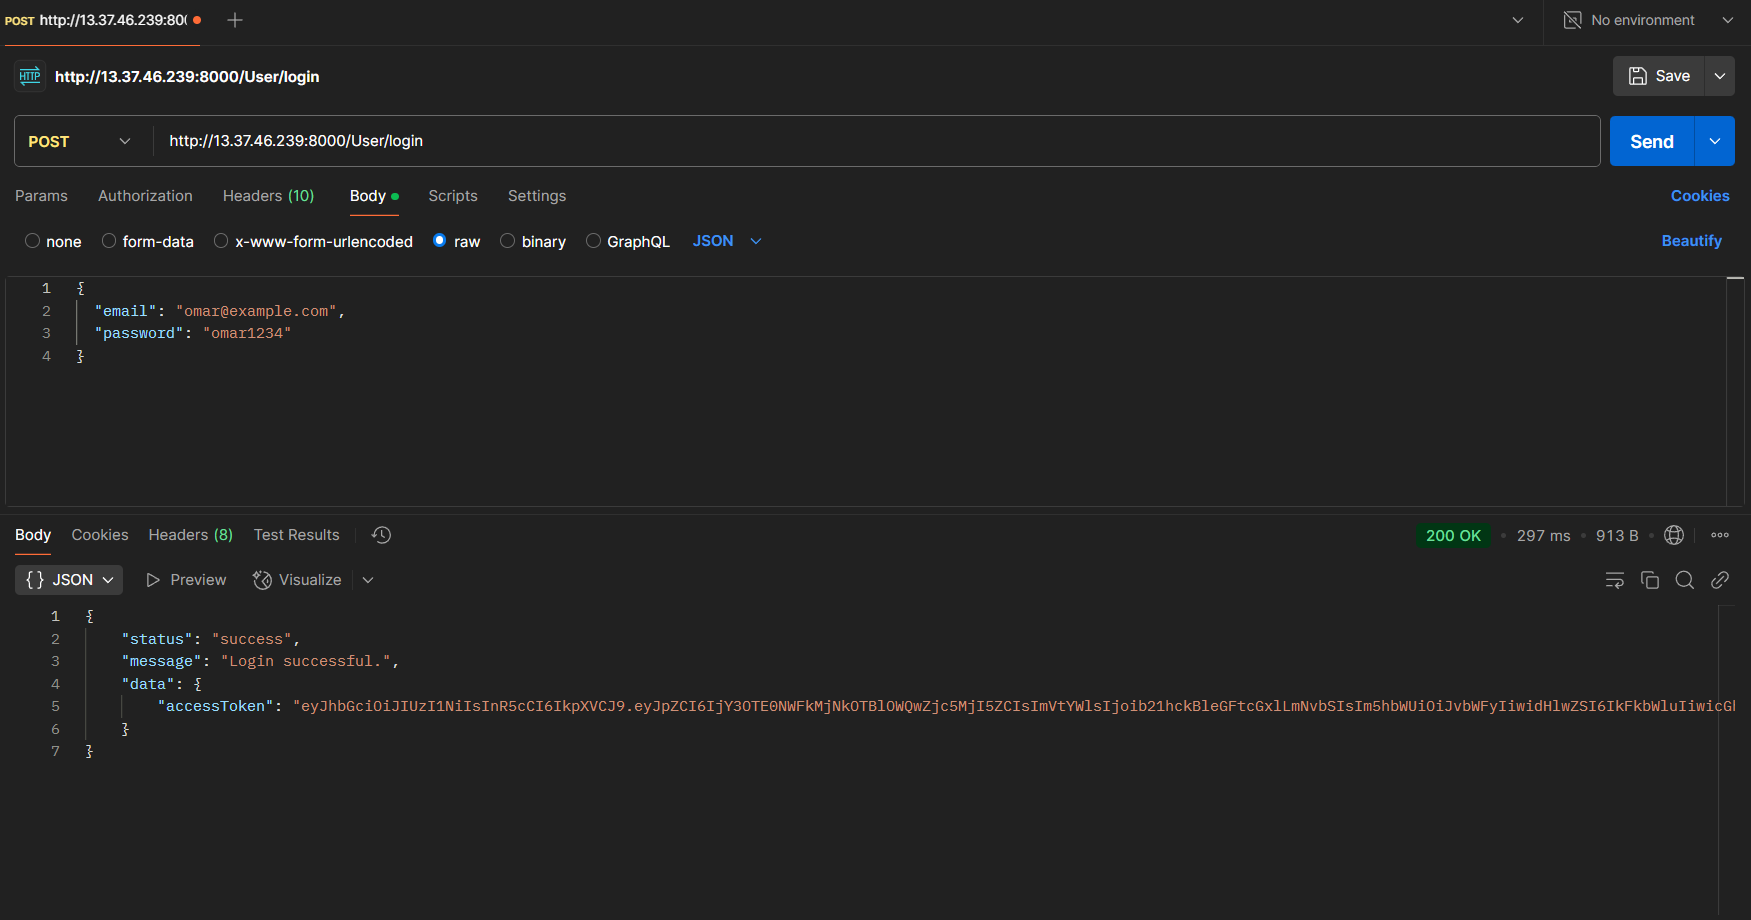 POST http://13.37.46.239:80
No environment
HTTP http://13.37.46.239:8000/User/login
Save
POST http://13.37.46.239:8000/User/login
Send
Params Authorization Headers (10) Body Scripts Settings Cookies
none form-data x-www-form-urlencoded raw binary GraphQL JSON Beautify
1 {
2 "email": "omar@example.com",
3 "password": "omar1234"
4 }
Body Cookies Headers (8) Test Results 200 OK • 297 ms • 913 B
{} JSON Preview Visualize
1 {
2 "status": "success",
3 "message": "Login successful.",
4 "data": {
5 "accessToken": "eyJhbGciOiJIUzI1NiIsInR5cCI6IkpXVCJ9.eyJpZCI6IjY3OTE0NWFkMjNkOTBlOWQwZjc5MjI5ZCIsImVtYWlsIjoib21hckBleGFtcGxlLmNvbSIsIm5hbWUiOiJvbWFyIiwidHlwZSI6IkFkbWluIiwicG
6 }
7 }